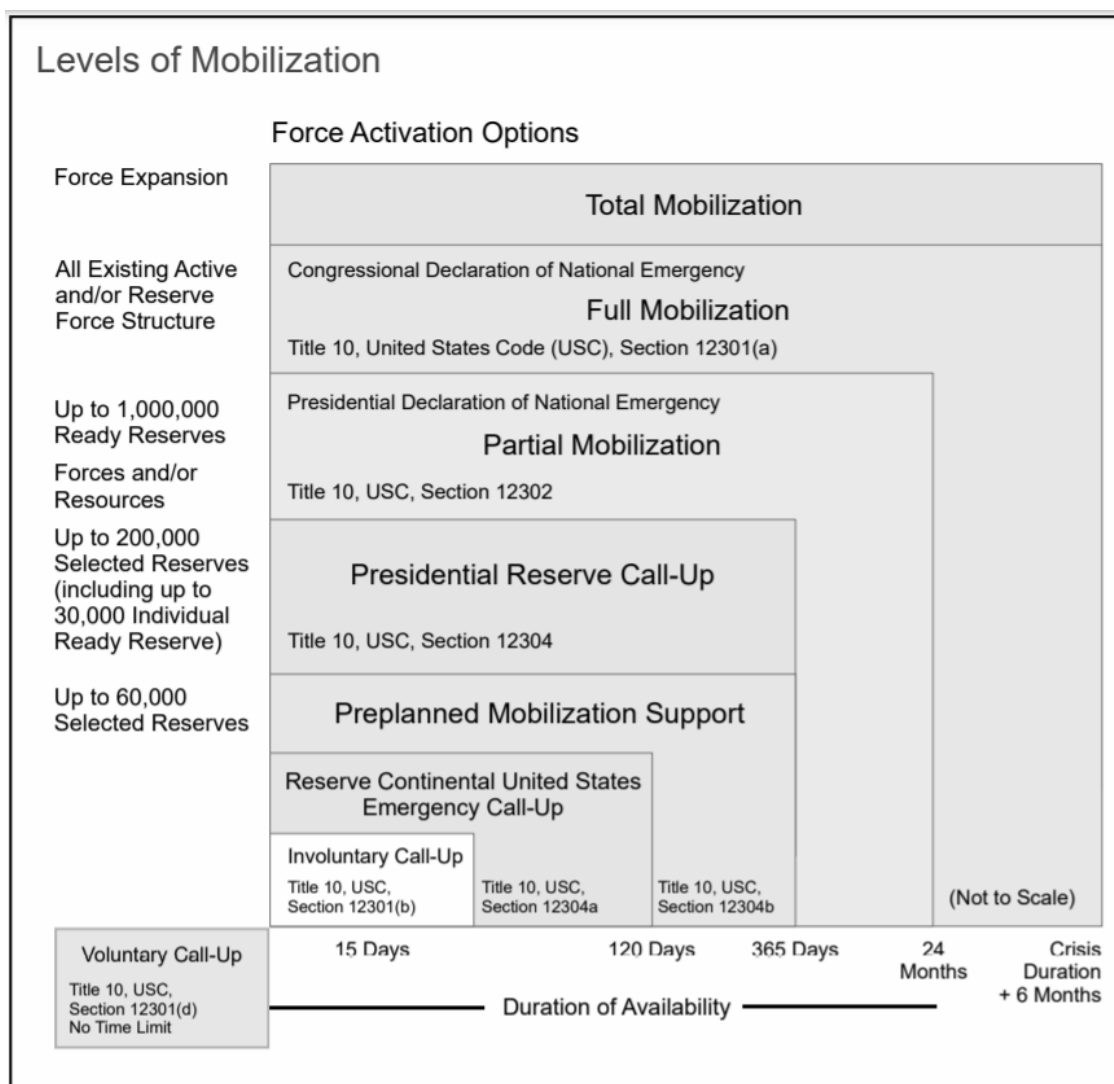 Levels of Mobilization
Force Activation Options
Force Expansion
Total Mobilization
All Existing Active
and/or Reserve
Force Structure
Congressional Declaration of National Emergency
Full Mobilization
Title 10, United States Code (USC), Section 12301(a)
Up to 1,000,000
Ready Reserves
Forces and/or
Resources
Presidential Declaration of National Emergency
Partial Mobilization
Title 10, USC, Section 12302
Up to 200,000
Selected Reserves
(including up to
30,000 Individual
Ready Reserve)
Presidential Reserve Call-Up
Title 10, USC, Section 12304
Up to 60,000
Selected Reserves
Preplanned Mobilization Support
Reserve Continental United States
Emergency Call-Up
Involuntary Call-Up
Title 10, USC,
Section 12301(b)
Title 10, USC,
Section 12304a
Title 10, USC,
Section 12304b
(Not to Scale)
Voluntary Call-Up
Title 10, USC,
Section 12301(d)
No Time Limit
15 Days
120 Days
365 Days
24
Months
Crisis
Duration
+ 6 Months
Duration of Availability